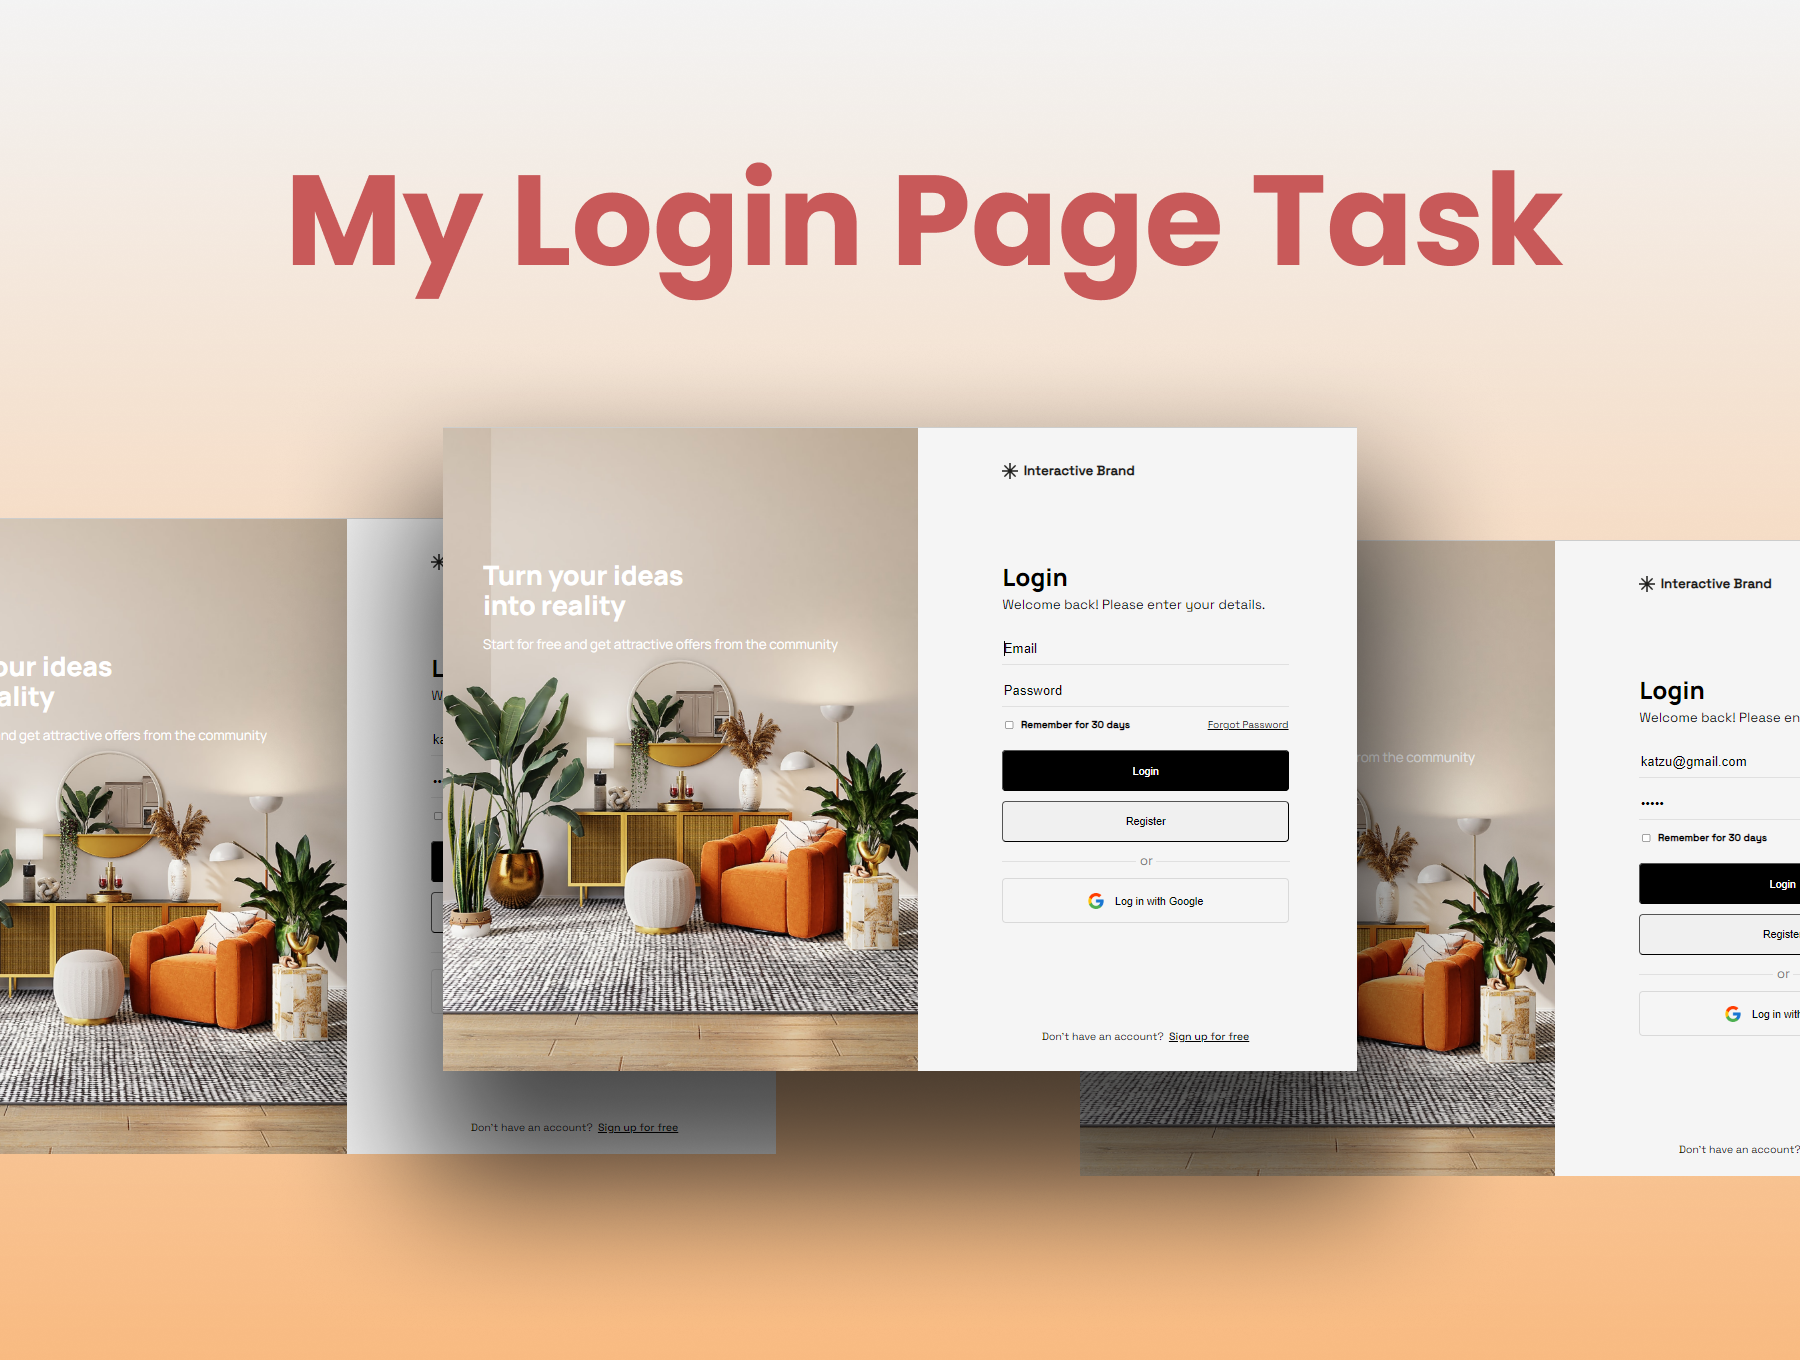 My Login Page Task
our ideas
ality
nd get attractive offers from the community
L
W
ka
••
Don't have an account? Sign up for free
Turn your ideas
into reality
Start for free and get attractive offers from the community
Interactive Brand
Login
Welcome back! Please enter your details.
Email
Password
Remember for 30 days Forgot Password
Login
Register
or
Log in with Google
Don't have an account? Sign up for free
rom the community
Interactive Brand
Login
Welcome back! Please en
katzu@gmail.com
•••••
Remember for 30 days
Login
Registe
or
Log in with
Don't have an account?